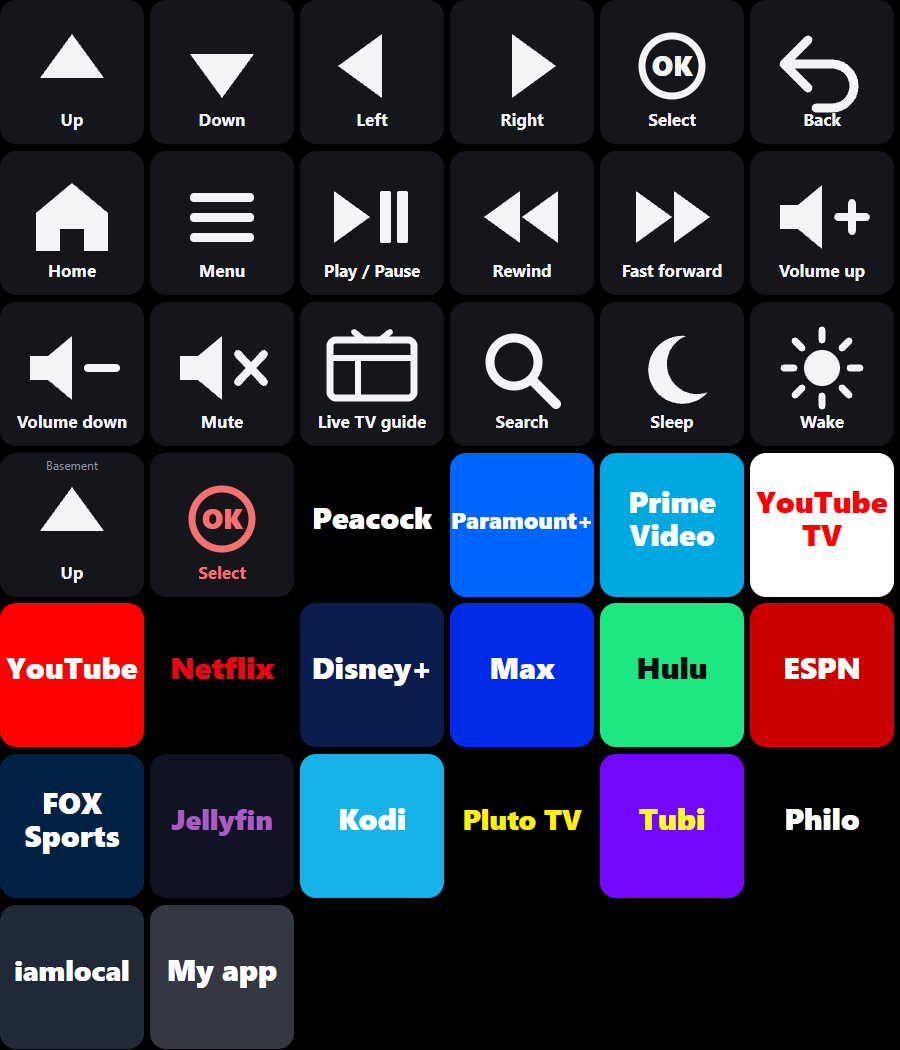 Up
Down
Left
Right
OK
Select
Back
Home
Menu
Play / Pause
Rewind
Fast forward
Volume up
Volume down
Mute
Live TV guide
Search
Sleep
Wake
Basement
Up
OK
Select
Peacock
Paramount+
Prime
Video
YouTube
TV
YouTube
Netflix
Disney+
Max
Hulu
ESPN
FOX
Sports
Jellyfin
Kodi
Pluto TV
Tubi
Philo
iamlocal
My app